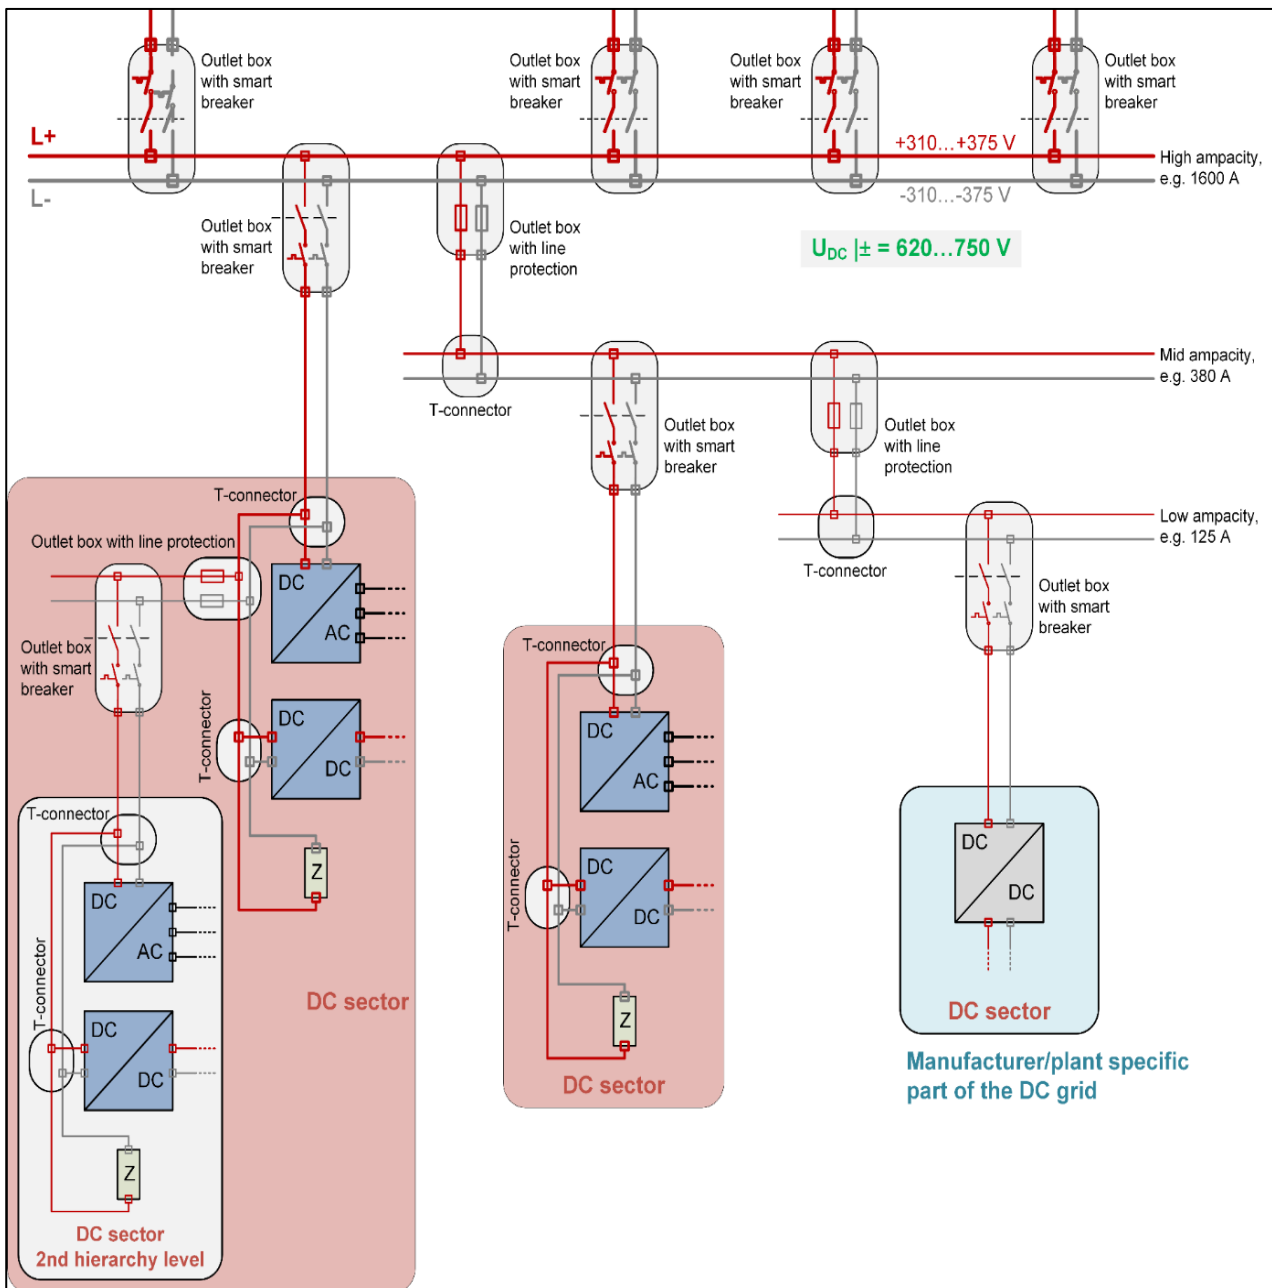 Outlet box
with smart
breaker
Outlet box
with smart
breaker
Outlet box
with smart
breaker
Outlet box
with smart
breaker
L+
+310...+375 V
High ampacity,
e.g. 1600 A
L-
-310...-375 V
Outlet box
with smart
breaker
Outlet box
with line
protection
UDC |± = 620...750 V
Mid ampacity,
e.g. 380 A
T-connector
Outlet box
with smart
breaker
Outlet box
with line
protection
T-connector
Low ampacity,
e.g. 125 A
Outlet box with line protection
T-connector
DC
AC
Outlet box
with smart
breaker
Outlet box
with smart
breaker
T-connector
T-connector
DC
DC
DC
AC
DC
DC
T-connector
DC
AC
Z
T-connector
DC
DC
T-connector
DC
DC
DC sector
DC sector
Z
Manufacturer/plant specific
part of the DC grid
DC sector
Z
DC sector
2nd hierarchy level